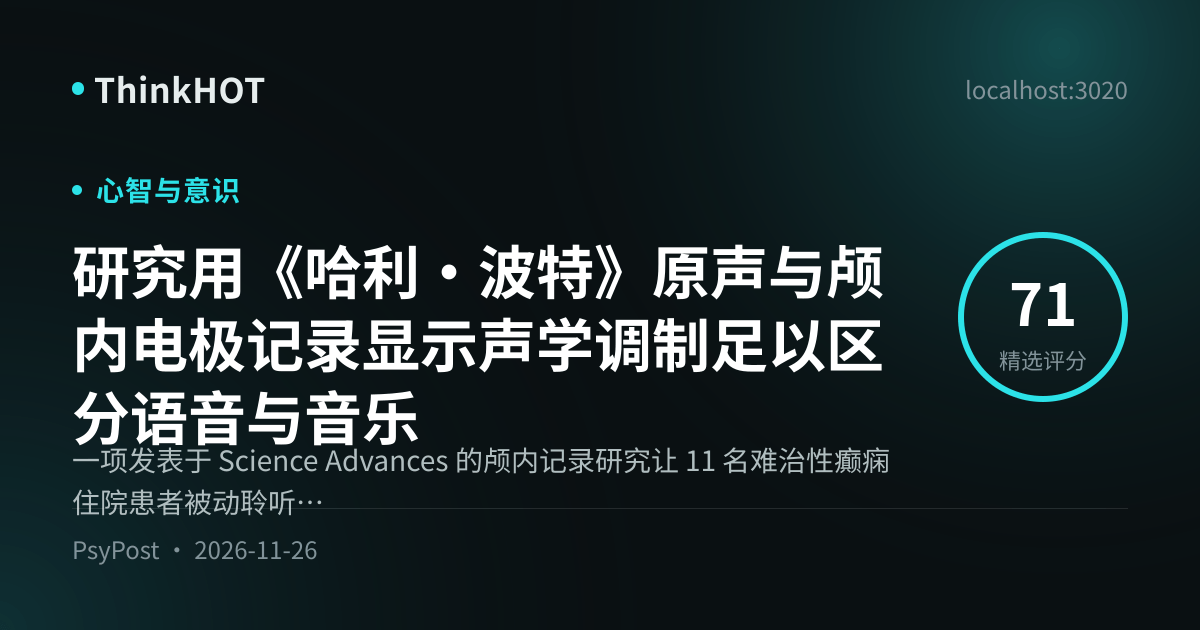 ThinkHOT
localhost:3020
心智与意识
研究用《哈利・波特》原声与颅
内电极记录显示声学调制足以区
分语音与音乐
71
精选评分
一项发表于 Science Advances 的颅内记录研究让 11 名难治性癫痫
住院患者被动聆听…
PsyPost · 2026-11-26